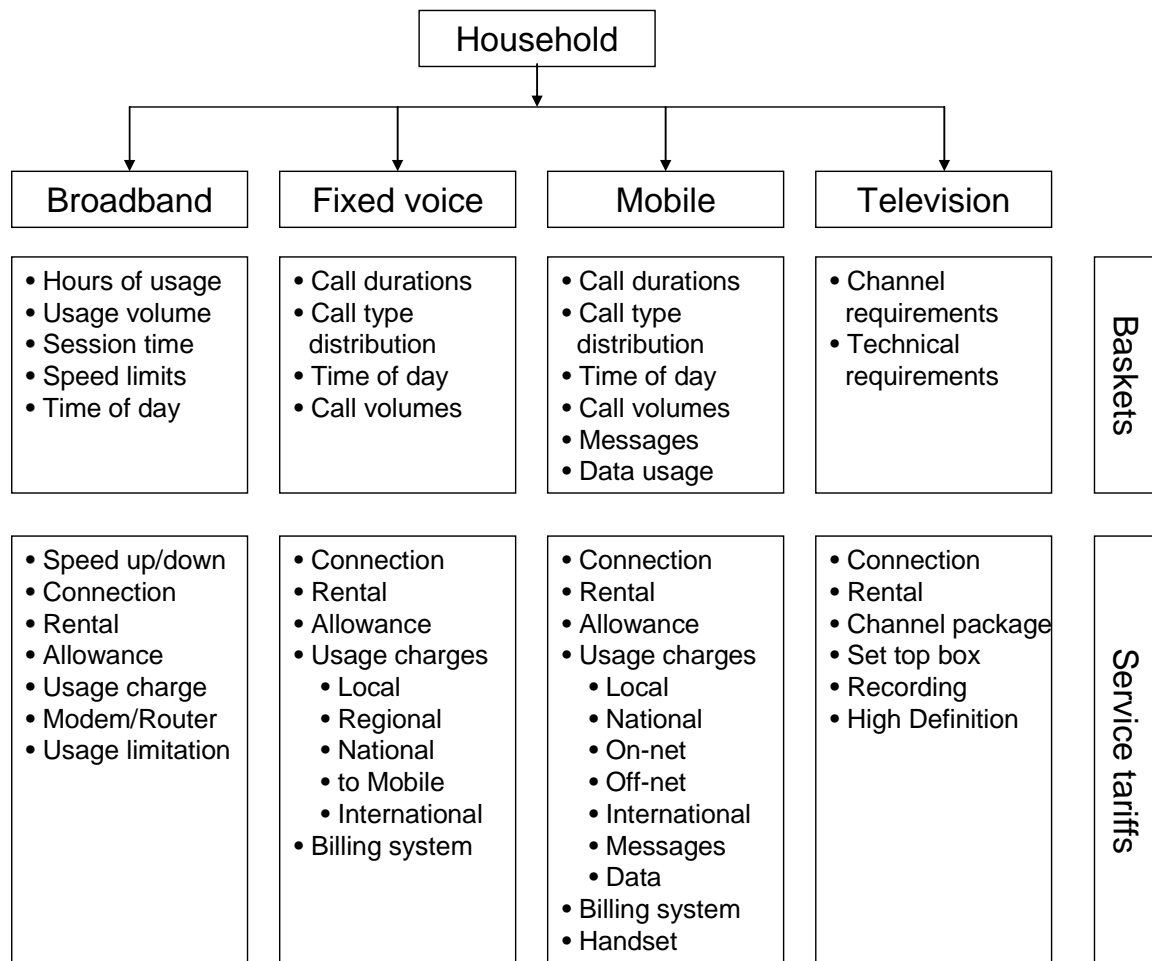 Household
Broadband
Fixed voice
Mobile
Television
• Hours of usage
• Usage volume
• Session time
• Speed limits
• Time of day
• Call durations
• Call type
distribution
• Time of day
• Call volumes
• Call durations
• Call type
distribution
• Time of day
• Call volumes
• Messages
• Data usage
• Channel
requirements
• Technical
requirements
Baskets
• Speed up/down
• Connection
• Rental
• Allowance
• Usage charge
• Modem/Router
• Usage limitation
• Connection
• Rental
• Allowance
• Usage charges
• Local
• Regional
• National
• to Mobile
• International
• Billing system
• Connection
• Rental
• Allowance
• Usage charges
• Local
• National
• On-net
• Off-net
• International
• Messages
• Data
• Billing system
• Handset
• Connection
• Rental
• Channel package
• Set top box
• Recording
• High Definition
Service tariffs